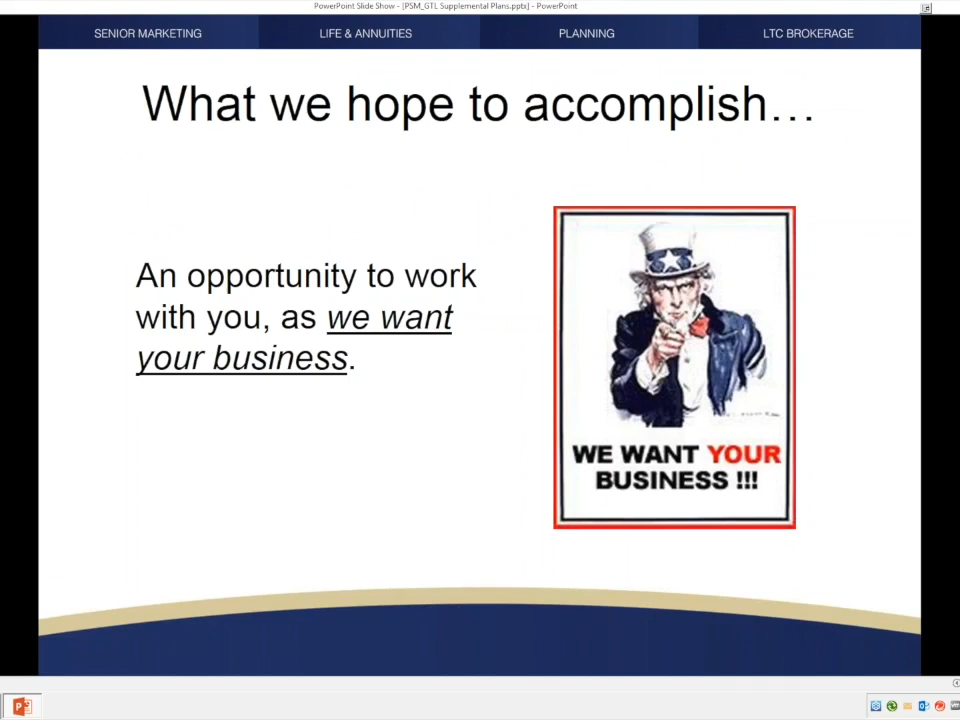 PowerPoint Slide Show - [PSM_GTL Supplemental Plans.pptx] - PowerPoint
SENIOR MARKETING
LIFE & ANNUITIES
PLANNING
LTC BROKERAGE
What we hope to accomplish...
An opportunity to work
with you, as we want
your business.
WE WANT YOUR
BUSINESS !!!